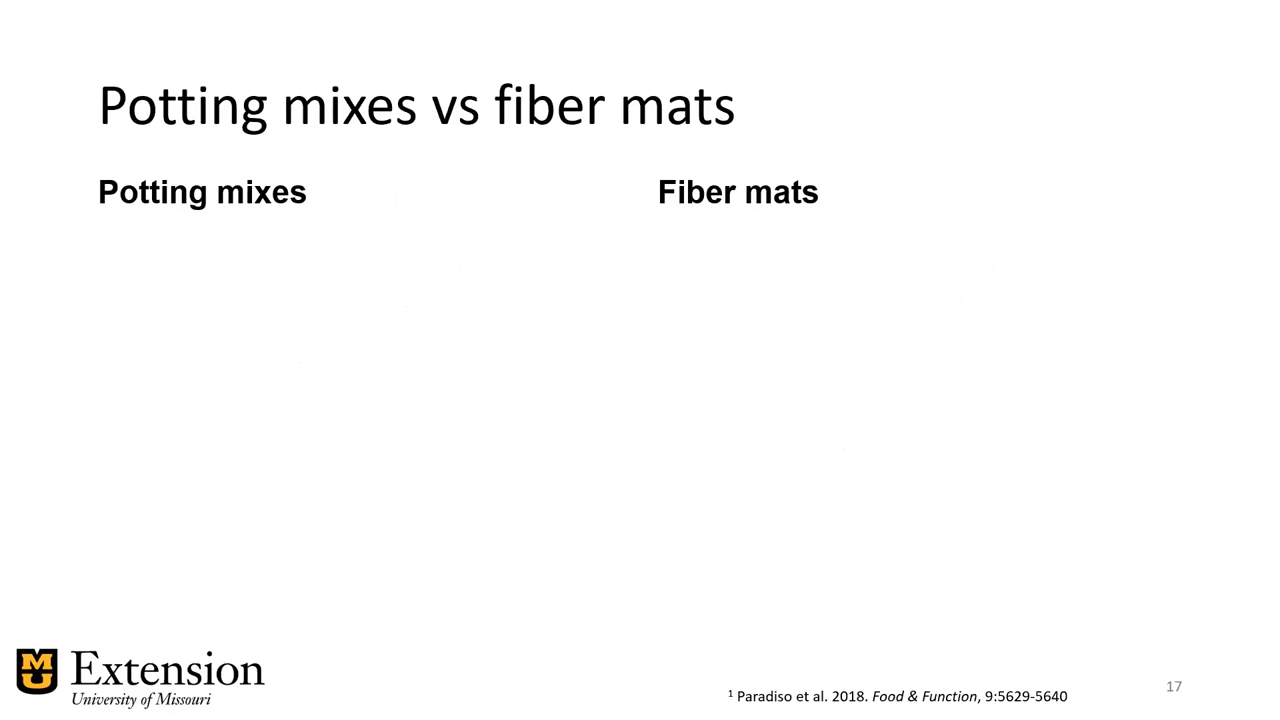 Potting mixes vs fiber mats
Potting mixes
Fiber mats
MU
Extension
University of Missouri
1 Paradiso et al. 2018. Food & Function, 9:5629-5640
17